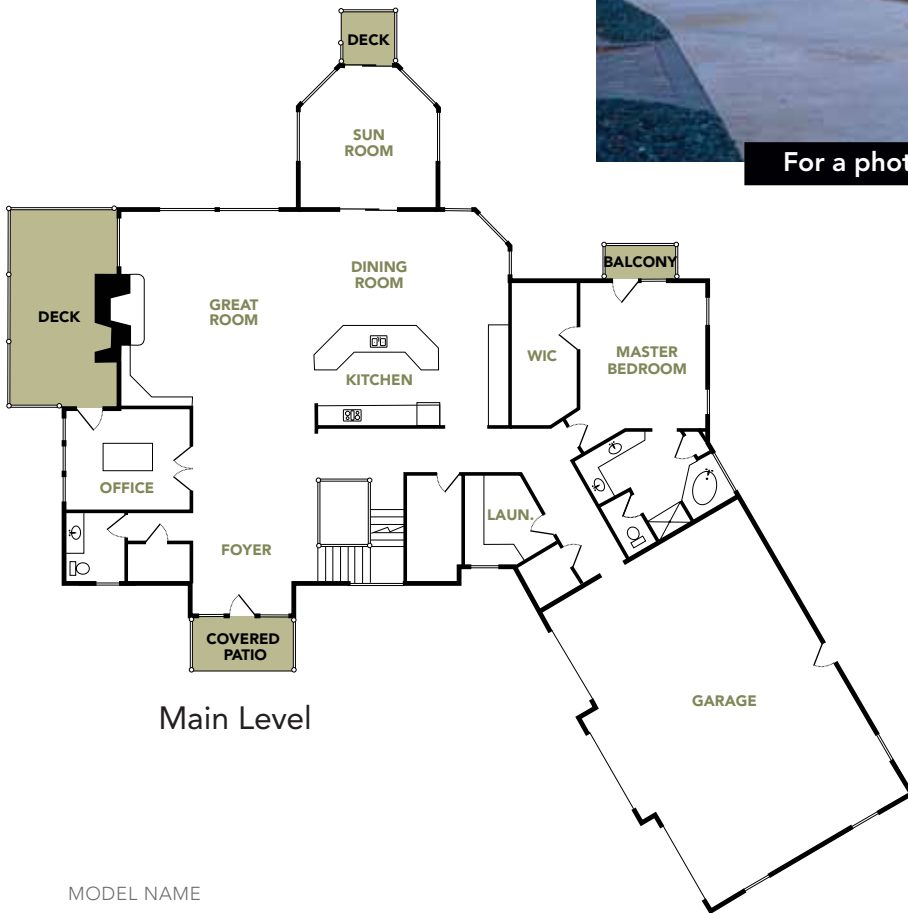 DECK
SUN
ROOM
For a phot
DINING
ROOM
BALCONY
GREAT
ROOM
DECK
WIC
MASTER
BEDROOM
KITCHEN
OFFICE
LAUN.
FOYER
COVERED
PATIO
GARAGE
Main Level
MODEL NAME